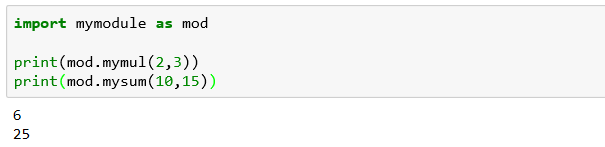 import mymodule as mod
print(mod.mymul(2,3))
print(mod.mysum(10,15))
6
25